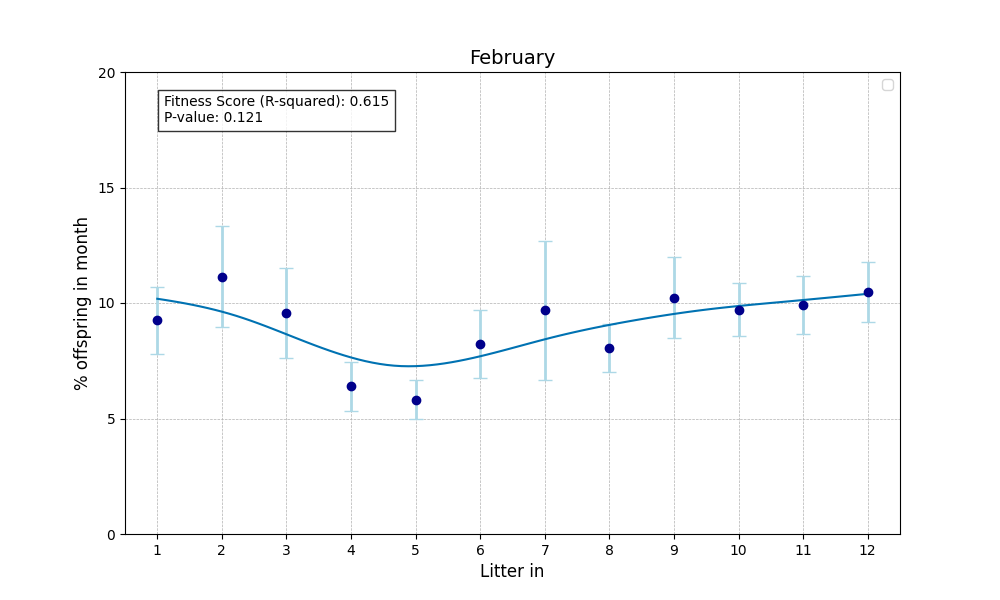 February
Fitness Score (R-squared): 0.615
P-value: 0.121
% offspring in month
20
15
10
5
0
1 2 3 4 5 6 7 8 9 10 11 12
Litter in